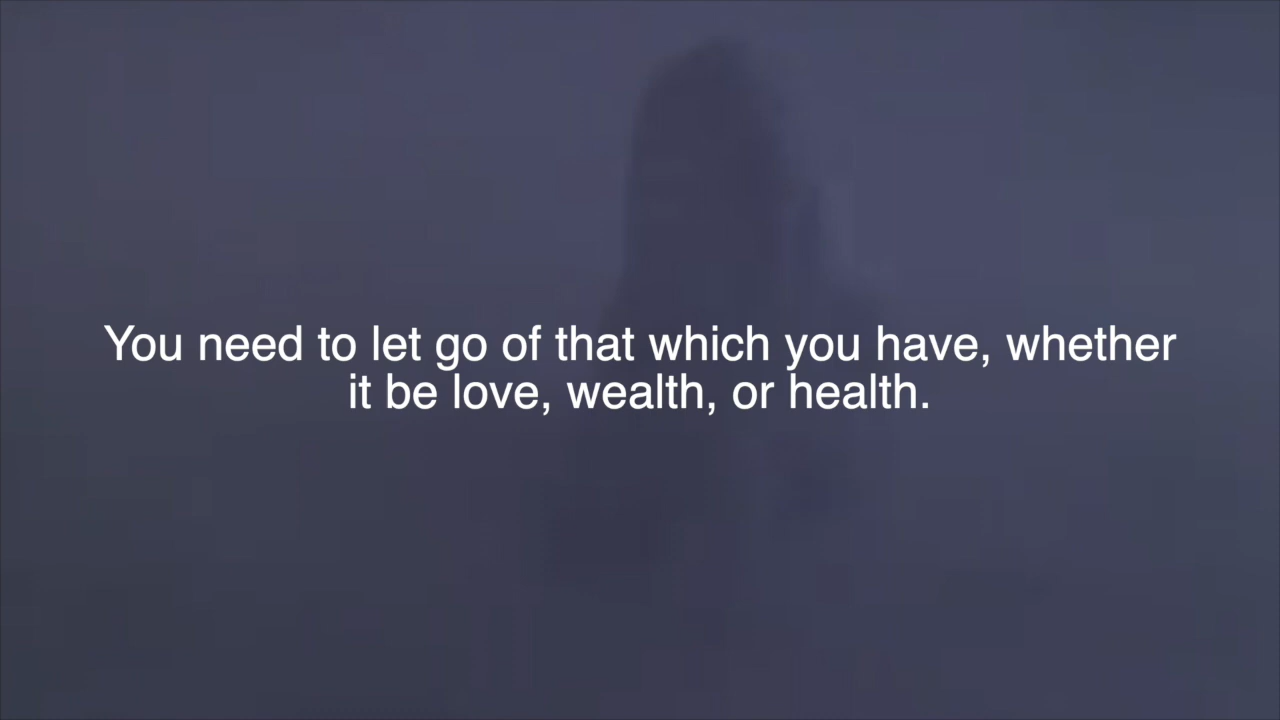 You need to let go of that which you have, whether
it be love, wealth, or health.